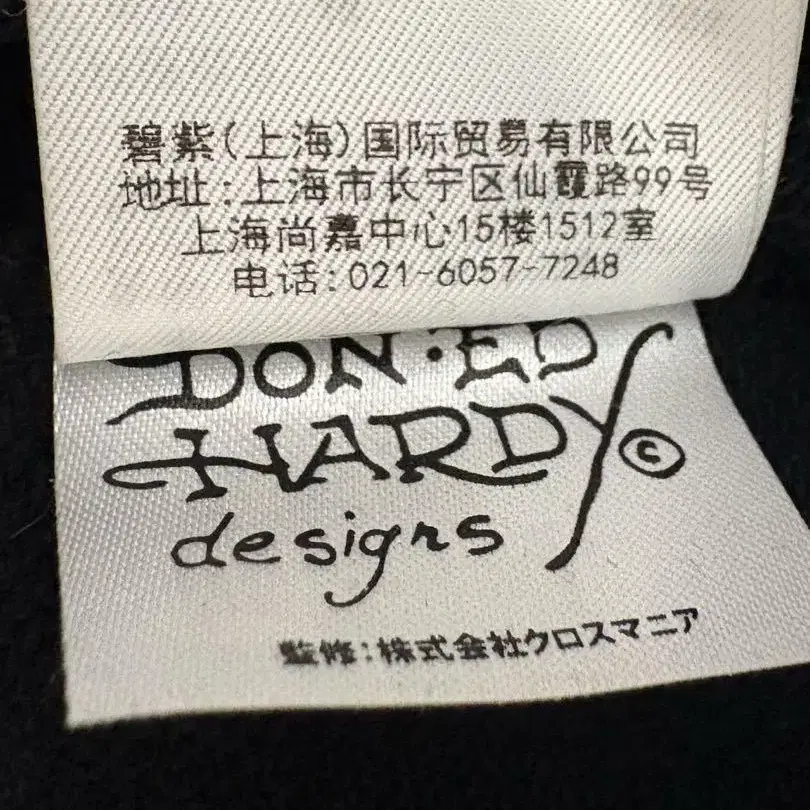 碧紫(上海)国际贸易有限公司
地址:上海市长宁区仙霞路99号
上海尚嘉中心15楼1512室
电话:021-6057-7248
DON·ED
HARDY ©
designs
監修:株式会社クロスマニア